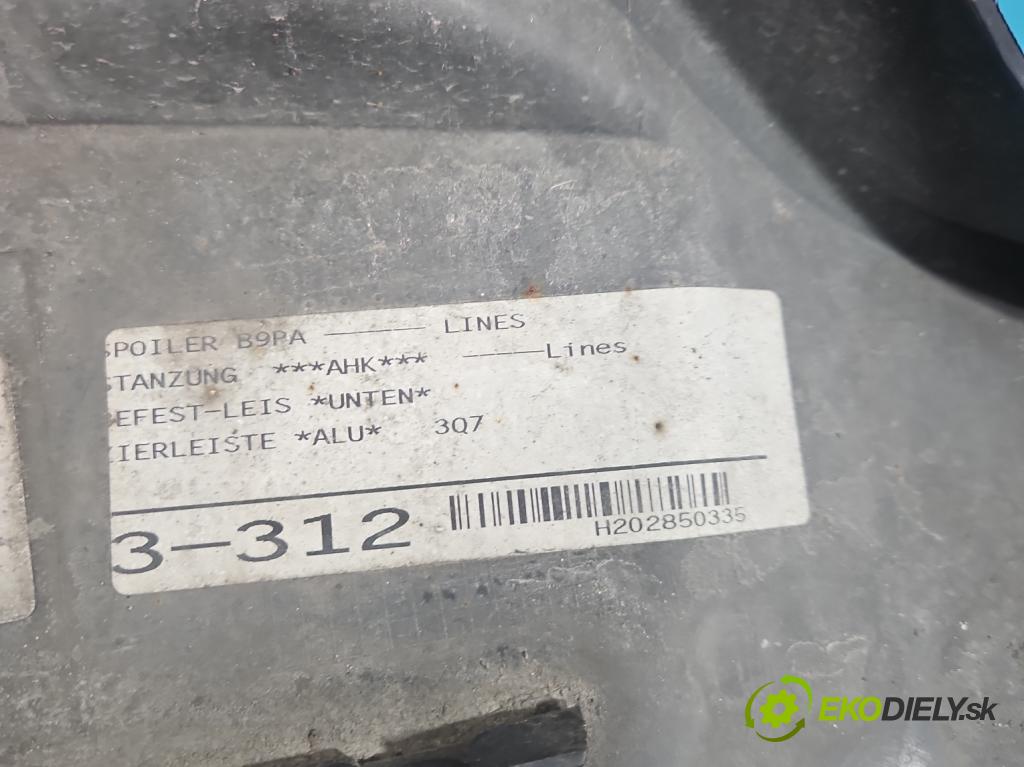 SPOILER B9PA ——— LINES
STANZUNG ***AHK*** ———Lines
EFEST-LEIS *UNTEN*
IERLEISTE *ALU* 3Q7
3-312
H202850335
EKODIELY.sk